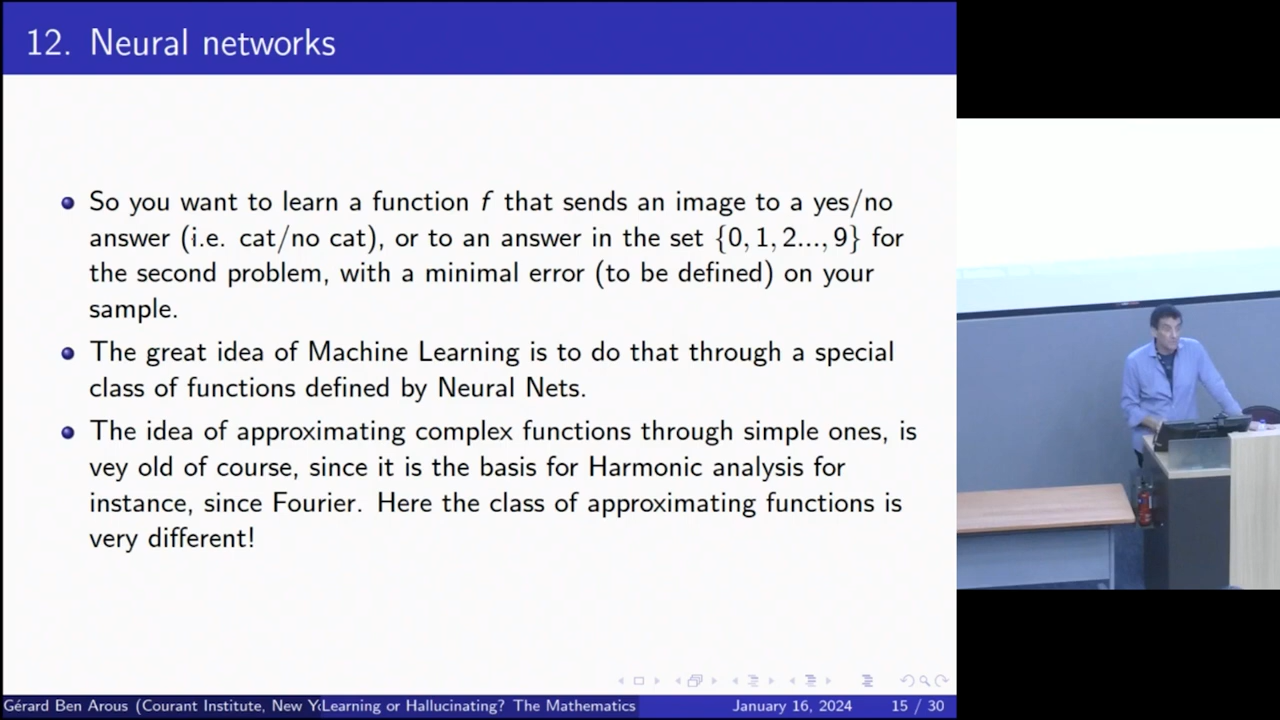 12. Neural networks
So you want to learn a function f that sends an image to a yes/no
answer (i.e. cat/no cat), or to an answer in the set {0, 1, 2..., 9} for
the second problem, with a minimal error (to be defined) on your
sample.
The great idea of Machine Learning is to do that through a special
class of functions defined by Neural Nets.
The idea of approximating complex functions through simple ones, is
vey old of course, since it is the basis for Harmonic analysis for
instance, since Fourier. Here the class of approximating functions is
very different!
Gérard Ben Arous (Courant Institute, New Y Learning or Hallucinating? The Mathematics January 16, 2024 15 / 30